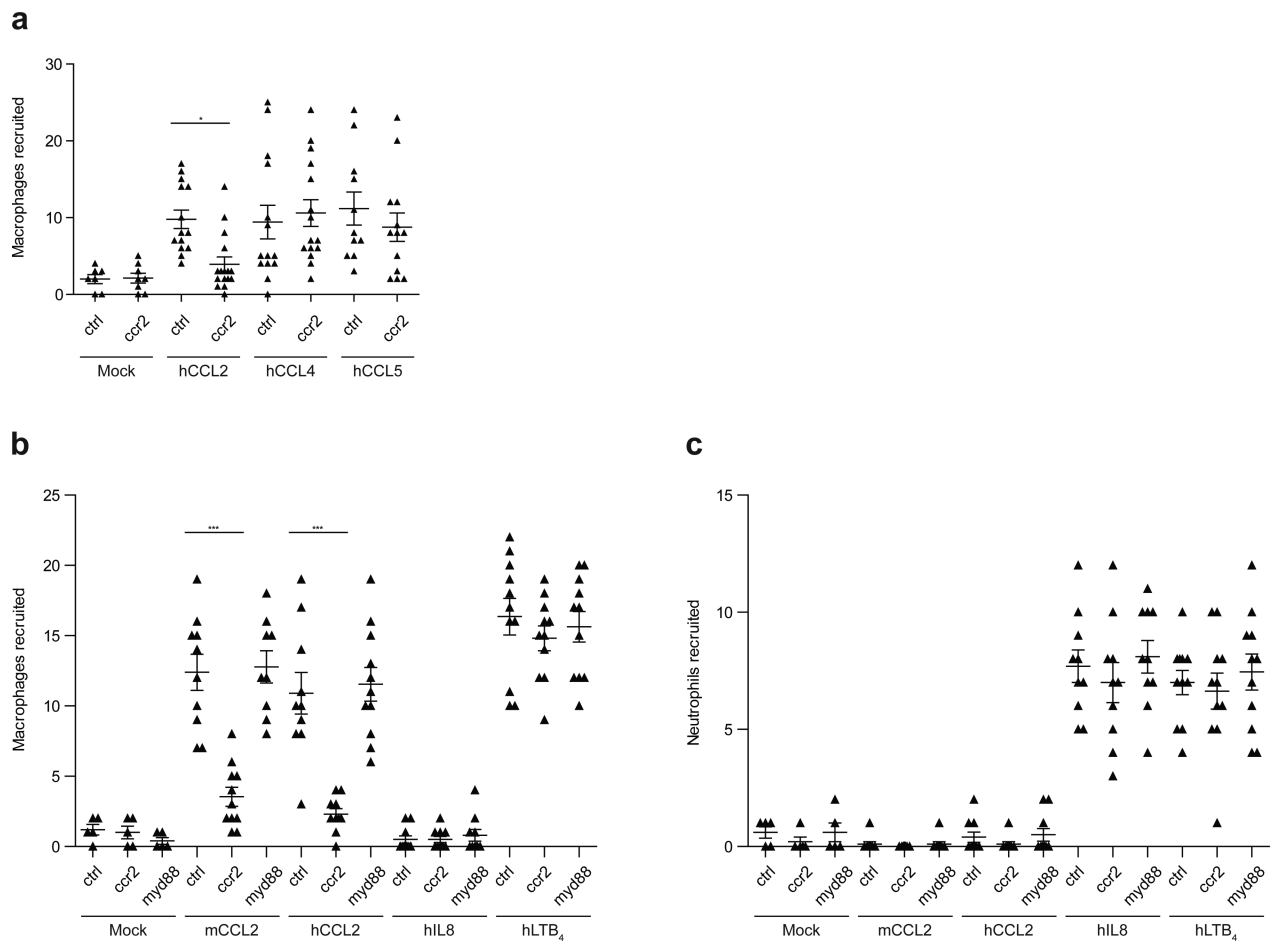 a
30
20
10
0
Macrophages recruited
*
ctrl ccr2 ctrl ccr2 ctrl ccr2 ctrl ccr2
Mock hCCL2 hCCL4 hCCL5
b
25
20
15
10
5
0
Macrophages recruited
*** ***
ctrl ccr2 myd88 ctrl ccr2 myd88 ctrl ccr2 myd88 ctrl ccr2 myd88 ctrl ccr2 myd88
Mock mCCL2 hCCL2 hIL8 hLTB4
c
15
10
5
0
Neutrophils recruited
ctrl ccr2 myd88 ctrl ccr2 myd88 ctrl ccr2 myd88 ctrl ccr2 myd88 ctrl ccr2 myd88
Mock mCCL2 hCCL2 hIL8 hLTB4